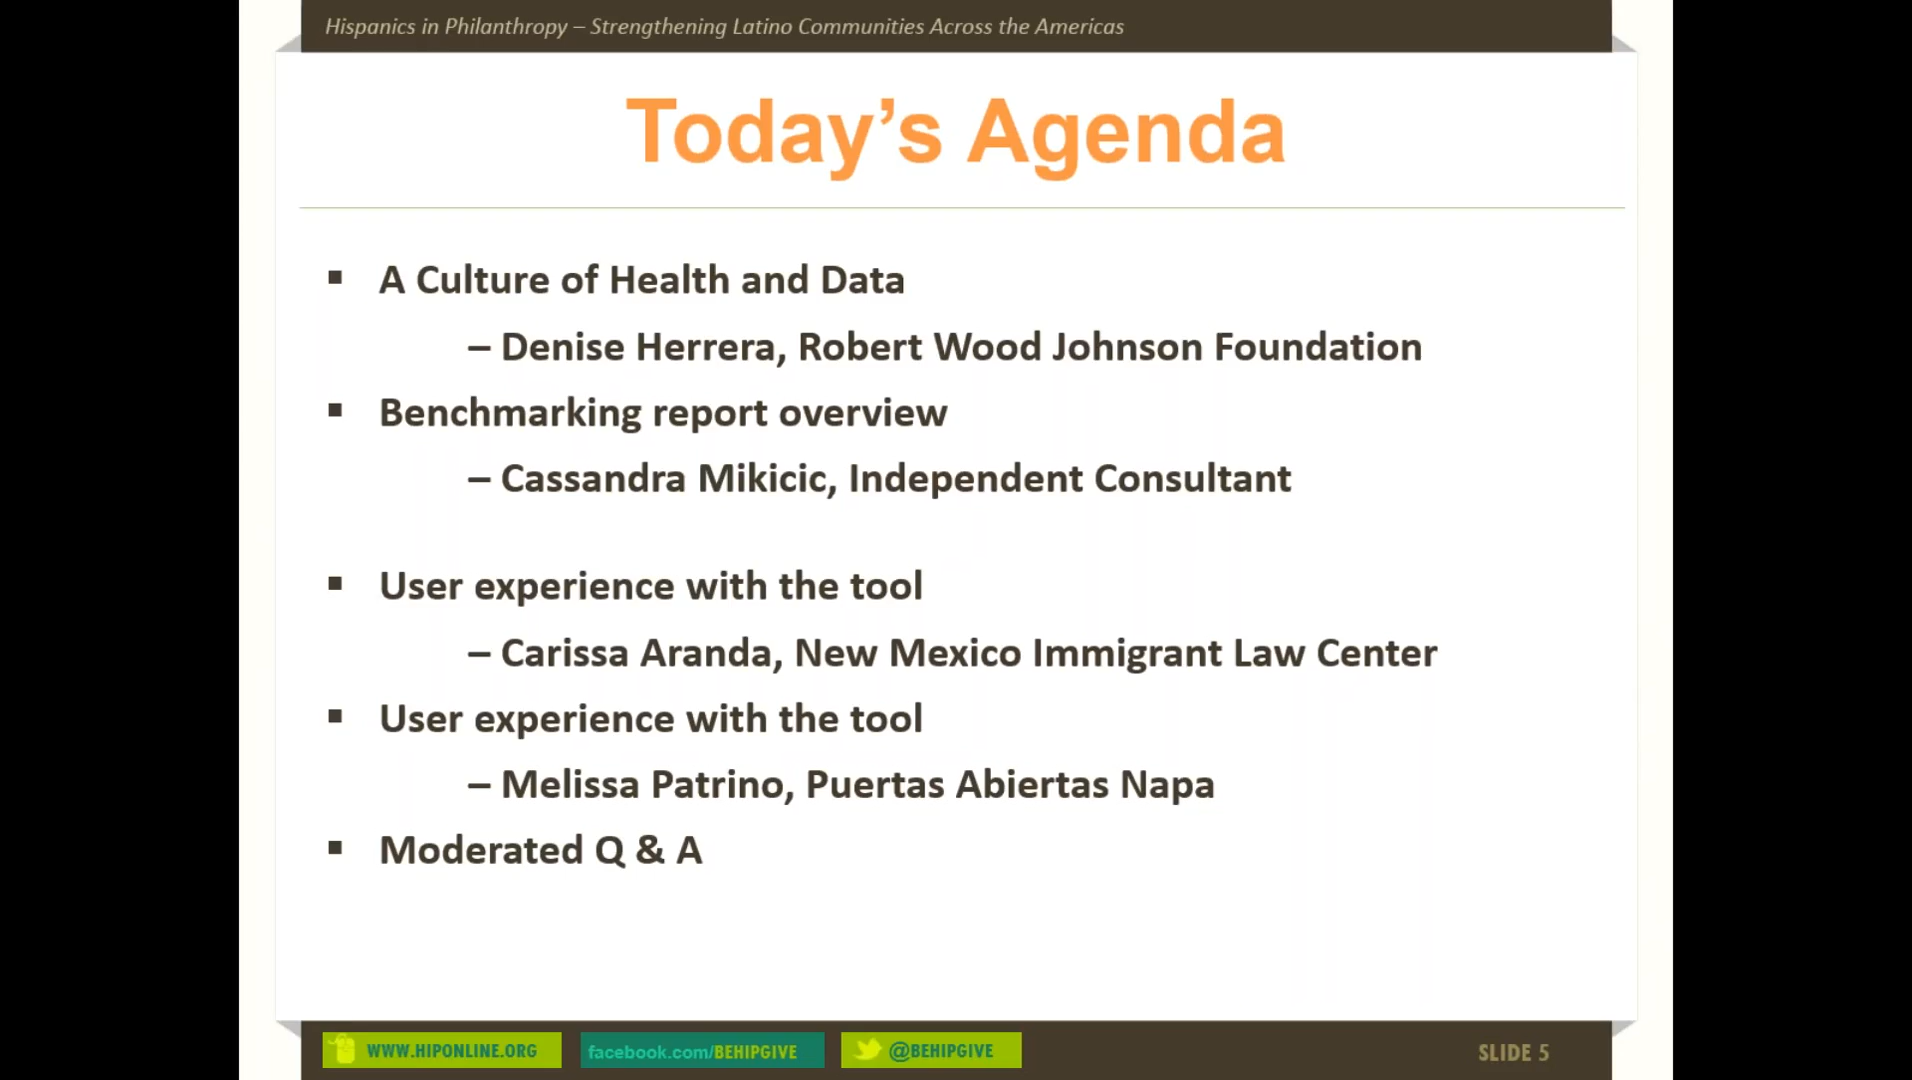 Hispanics in Philanthropy – Strengthening Latino Communities Across the Americas
Today’s Agenda
▪ A Culture of Health and Data
– Denise Herrera, Robert Wood Johnson Foundation
▪ Benchmarking report overview
– Cassandra Mikicic, Independent Consultant
▪ User experience with the tool
– Carissa Aranda, New Mexico Immigrant Law Center
▪ User experience with the tool
– Melissa Patrino, Puertas Abiertas Napa
▪ Moderated Q & A
WWW.HIPONLINE.ORG
facebook.com/BEHIPGIVE
@BEHIPGIVE
SLIDE 5